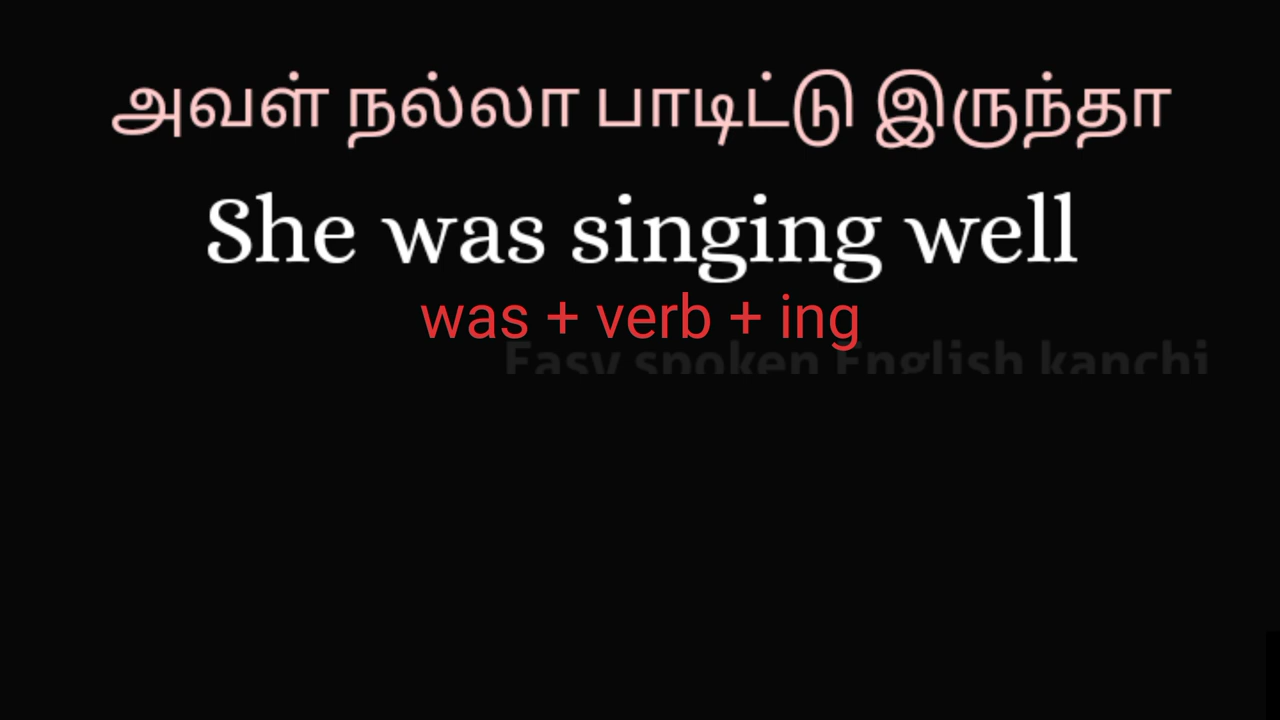 அவள் நல்லா பாடிட்டு இருந்தா
She was singing well
was + verb + ing
Easy spoken English kanchi